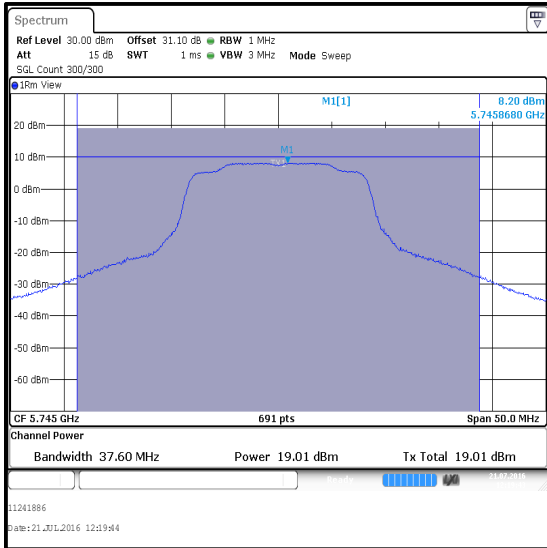 Spectrum
Ref Level 30.00 dBm Offset 31.10 dB RBW 1 MHz
Att 15 dB SWT 1 ms VBW 3 MHz Mode Sweep
SGL Count 300/300
1Rm View
M1[1] 8.20 dBm
5.7458680 GHz
20 dBm
M1
10 dBm
0 dBm
-10 dBm
-20 dBm
-30 dBm
-40 dBm
-50 dBm
-60 dBm
CF 5.745 GHz 691 pts Span 50.0 MHz
Channel Power
Bandwidth 37.60 MHz Power 19.01 dBm Tx Total 19.01 dBm
Ready 21.07.2016
11241886
Date: 21.JUL.2016 12:19:44